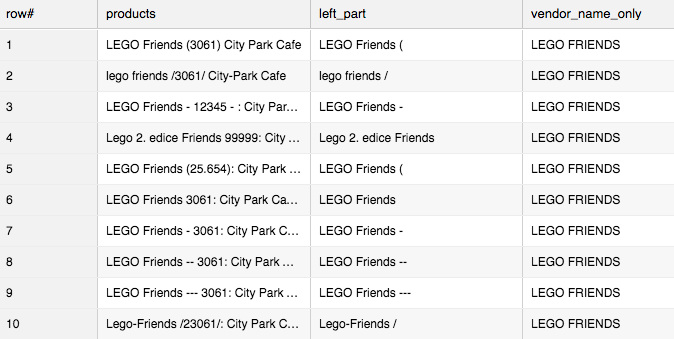 row# products left_part vendor_name_only
1 LEGO Friends (3061) City Park Cafe LEGO Friends ( LEGO FRIENDS
2 lego friends /3061/ City-Park Cafe lego friends / LEGO FRIENDS
3 LEGO Friends - 12345 - : City Par... LEGO Friends - LEGO FRIENDS
4 Lego 2. edice Friends 99999: City ... Lego 2. edice Friends LEGO FRIENDS
5 LEGO Friends (25.654): City Park ... LEGO Friends ( LEGO FRIENDS
6 LEGO Friends 3061: City Park Ca... LEGO Friends LEGO FRIENDS
7 LEGO Friends - 3061: City Park C... LEGO Friends - LEGO FRIENDS
8 LEGO Friends -- 3061: City Park ... LEGO Friends -- LEGO FRIENDS
9 LEGO Friends --- 3061: City Park ... LEGO Friends --- LEGO FRIENDS
10 Lego-Friends /23061/: City Park C... Lego-Friends / LEGO FRIENDS